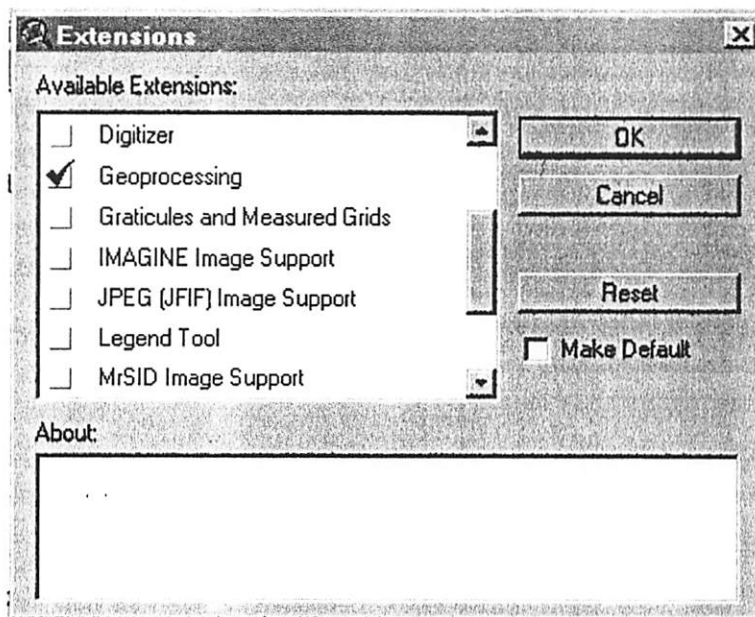 Extensions
Available Extensions:
Digitizer
Geoprocessing
Graticules and Measured Grids
IMAGINE Image Support
JPEG (JFIF) Image Support
Legend Tool
MrSID Image Support
OK
Cancel
Reset
Make Default
About: